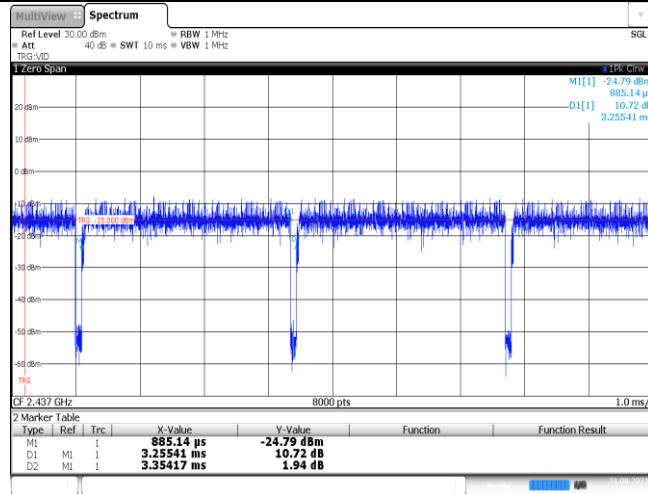 MultiView Spectrum
Ref Level 30.00 dBm RBW 1 MHz SGL
Att 40 dB SWT 10 ms VBW 1 MHz
TRG:VID
1 Zero Span 1Pk Clrw
M1[1] -24.79 dBm
885.14 µs
20 dBm
D1[1] 10.72 dB
3.25541 ms
10 dBm
0 dBm
-10 dBm
TRG -15.000 dBm
-20 dBm
-30 dBm
-40 dBm
-50 dBm
-60 dBm
TRG
CF 2.437 GHz 8000 pts 1.0 ms/
2 Marker Table
Type Ref Trc X-Value Y-Value Function Function Result
M1 1 885.14 µs -24.79 dBm
D1 M1 1 3.25541 ms 10.72 dB
D2 M1 1 3.35417 ms 1.94 dB